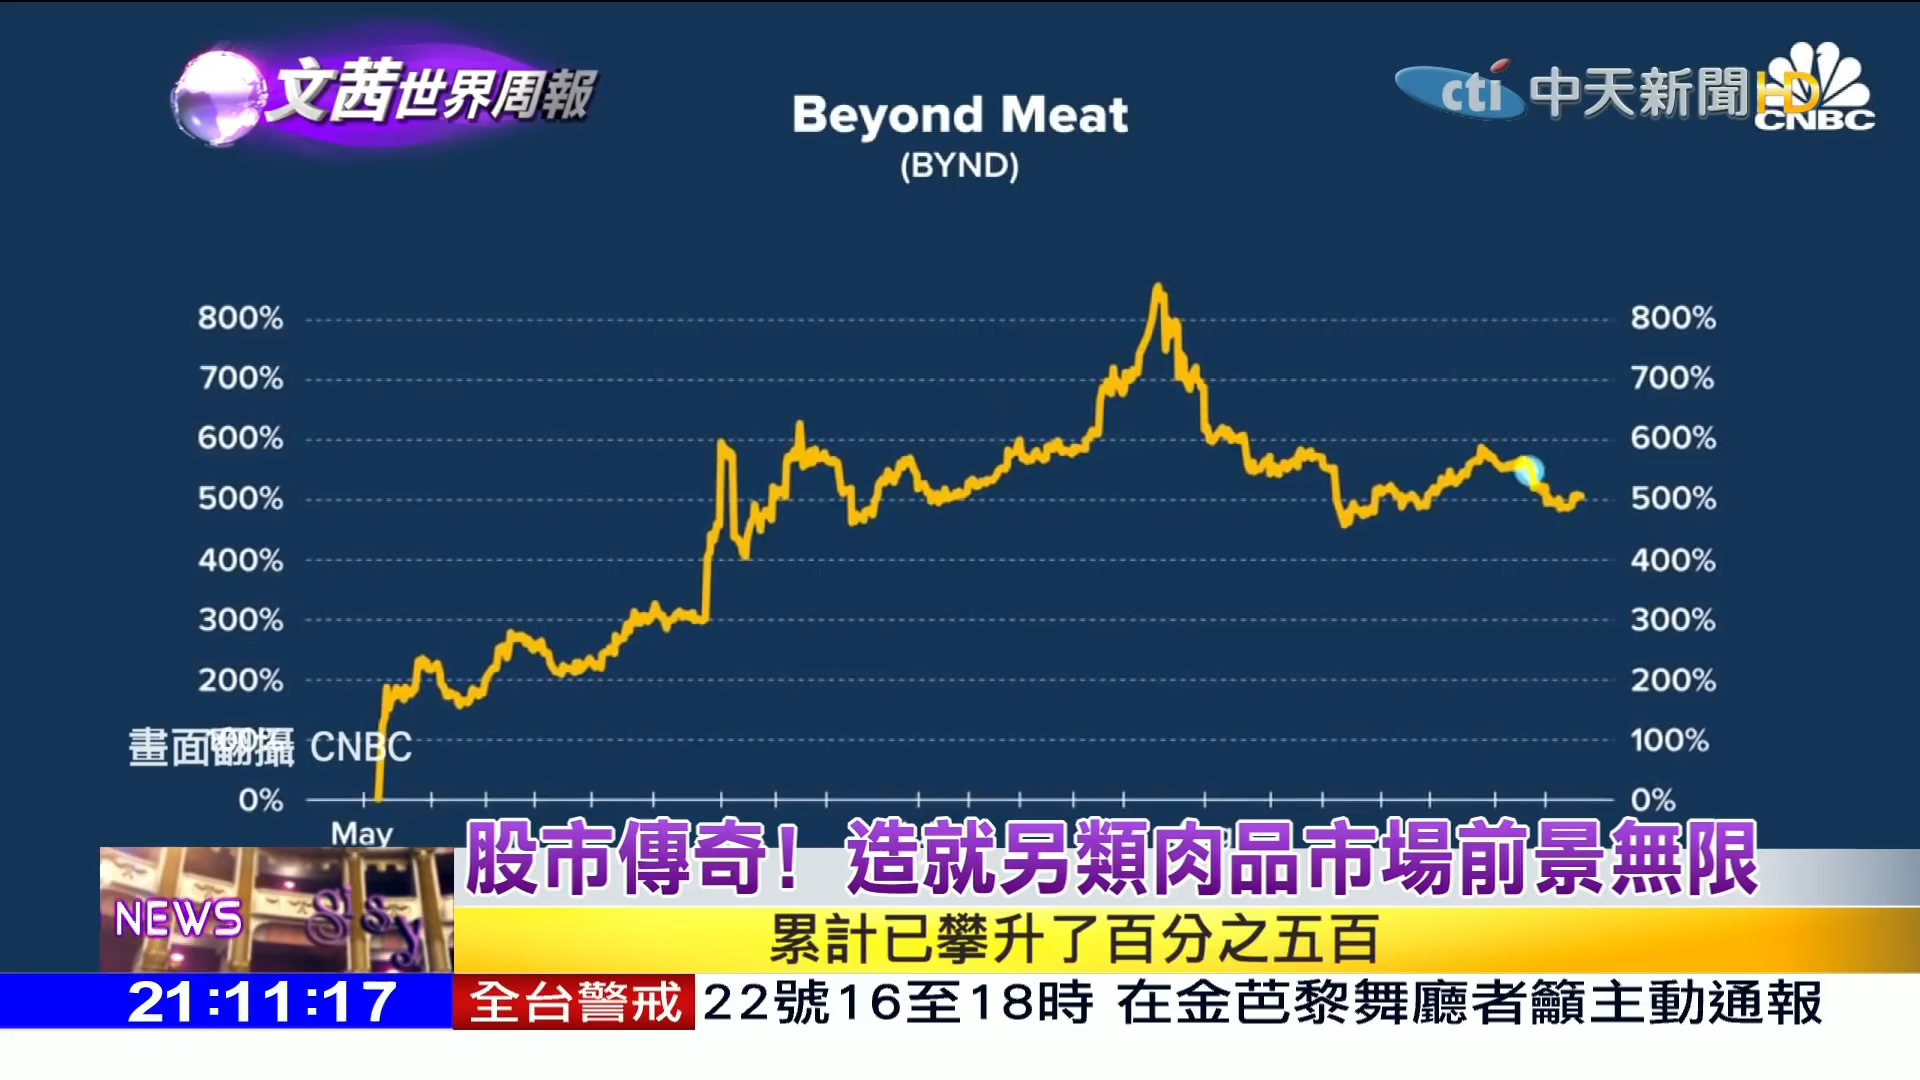 文茜世界周報
cti 中天新聞 HD
CNBC
Beyond Meat
(BYND)
800% 800%
700% 700%
600% 600%
500% 500%
400% 400%
300% 300%
200% 200%
100% 100%
畫面翻攝 CNBC
0% 0%
May
股市傳奇! 造就另類肉品市場前景無限
NEWS
Sisy
累計已攀升了百分之五百
21:11:17
全台警戒 22號16至18時 在金芭黎舞廳者籲主動通報